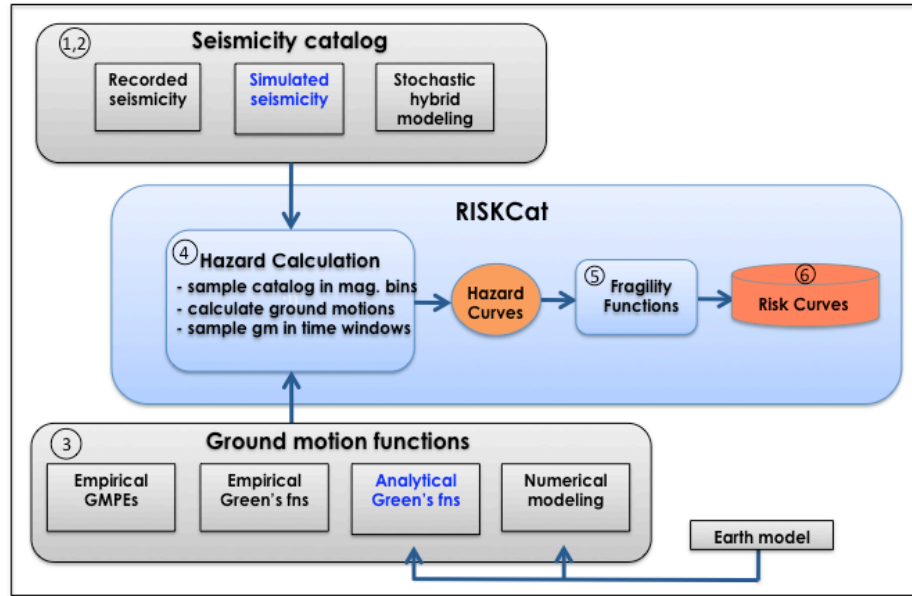 1,2
Seismicity catalog
Recorded
seismicity
Simulated
seismicity
Stochastic
hybrid
modeling
RISKCat
4
Hazard Calculation
- sample catalog in mag. bins
- calculate ground motions
- sample gm in time windows
Hazard
Curves
5
Fragility
Functions
6
Risk Curves
3
Ground motion functions
Empirical
GMPEs
Empirical
Green's fns
Analytical
Green's fns
Numerical
modeling
Earth model